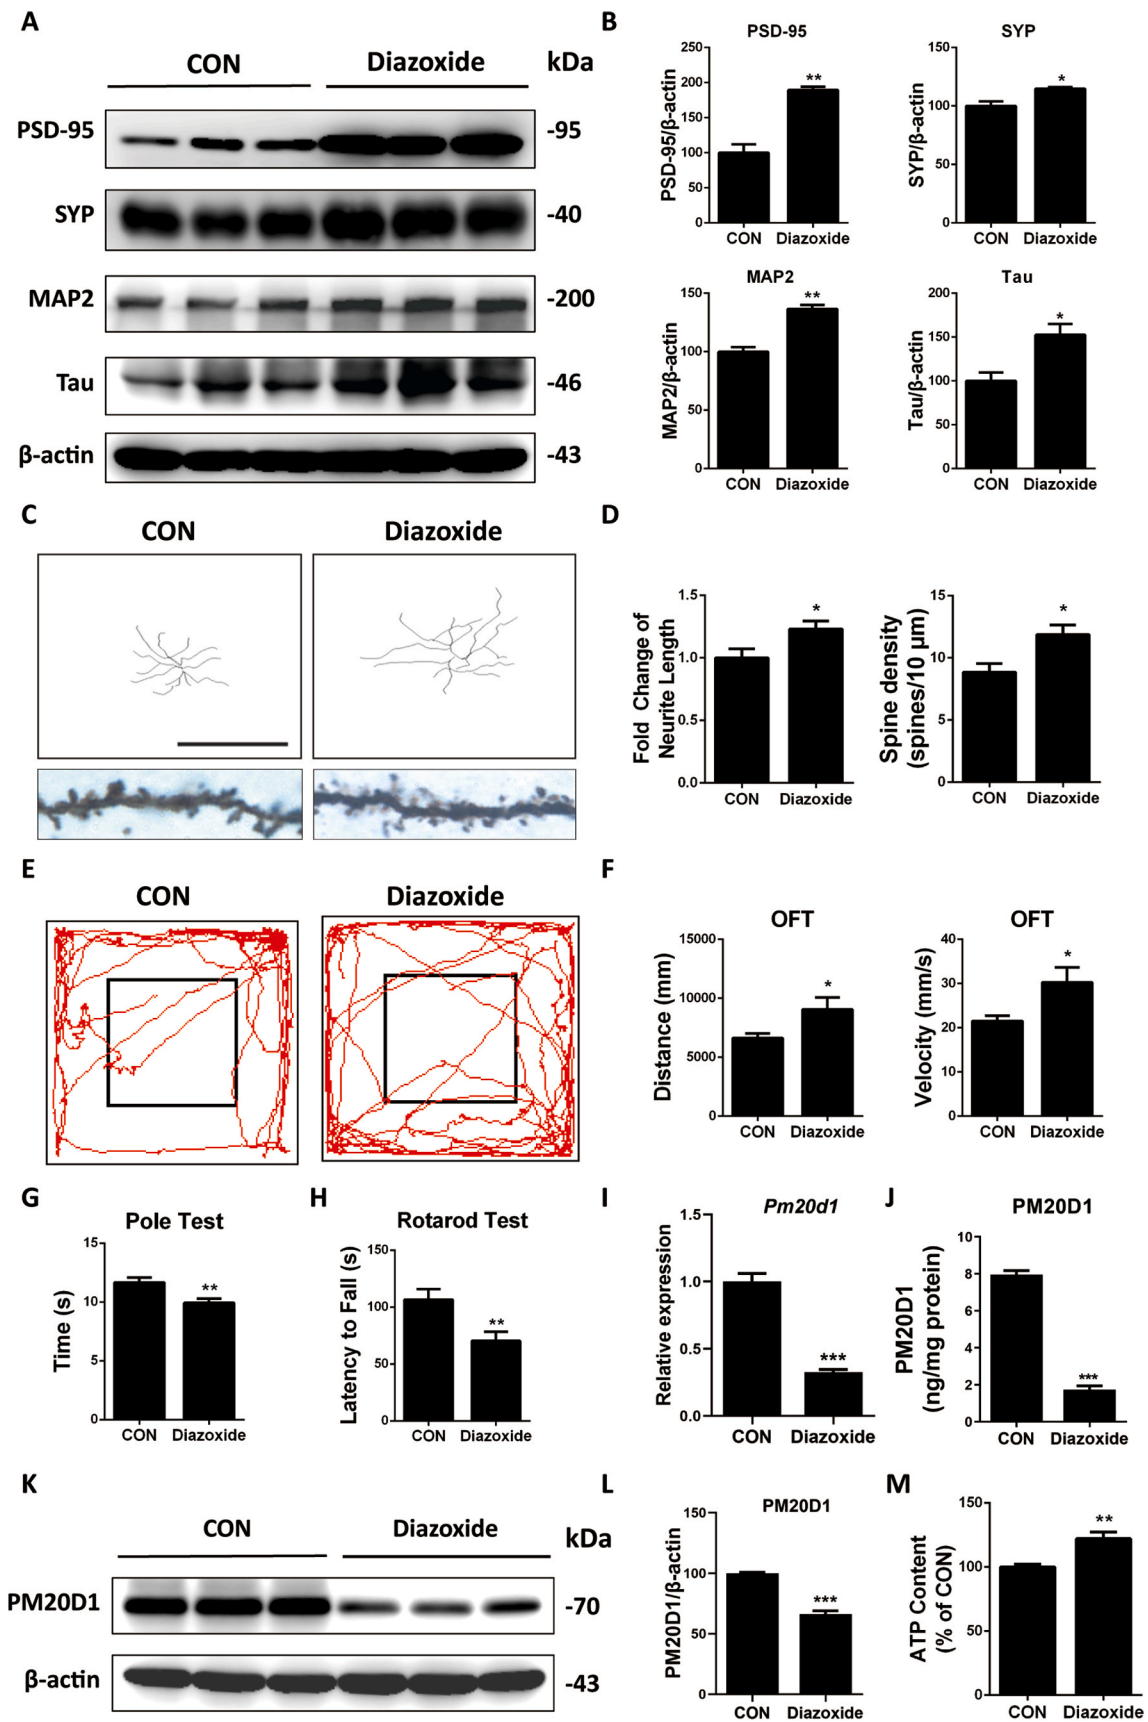 A
CON
Diazoxide
kDa
PSD-95
-95
SYP
-40
MAP2
-200
Tau
-46
β-actin
-43
B
PSD-95
PSD-95/β-actin
250
200
150
100
50
0
**
CON
Diazoxide
SYP
SYP/β-actin
150
100
50
0
*
CON
Diazoxide
MAP2
MAP2/β-actin
150
100
50
0
**
CON
Diazoxide
Tau
Tau/β-actin
200
150
100
50
0
*
CON
Diazoxide
C
CON
Diazoxide
D
Fold Change of
Neurite Length
1.5
1.0
0.5
0.0
*
CON
Diazoxide
Spine density
(spines/10 μm)
15
10
5
0
*
CON
Diazoxide
E
CON
Diazoxide
F
OFT
Distance (mm)
15000
10000
5000
0
*
CON
Diazoxide
OFT
Velocity (mm/s)
40
30
20
10
0
*
CON
Diazoxide
G
Pole Test
Time (s)
15
10
5
0
**
CON
Diazoxide
H
Rotarod Test
Latency to Fall (s)
150
100
50
0
**
CON
Diazoxide
I
Pm20d1
Relative expression
1.5
1.0
0.5
0.0
***
CON
Diazoxide
J
PM20D1
PM20D1
(ng/mg protein)
10
8
6
4
2
0
***
CON
Diazoxide
K
CON
Diazoxide
kDa
PM20D1
-70
β-actin
-43
L
PM20D1
PM20D1/β-actin
150
100
50
0
***
CON
Diazoxide
M
ATP Content
(% of CON)
150
100
50
0
**
CON
Diazoxide